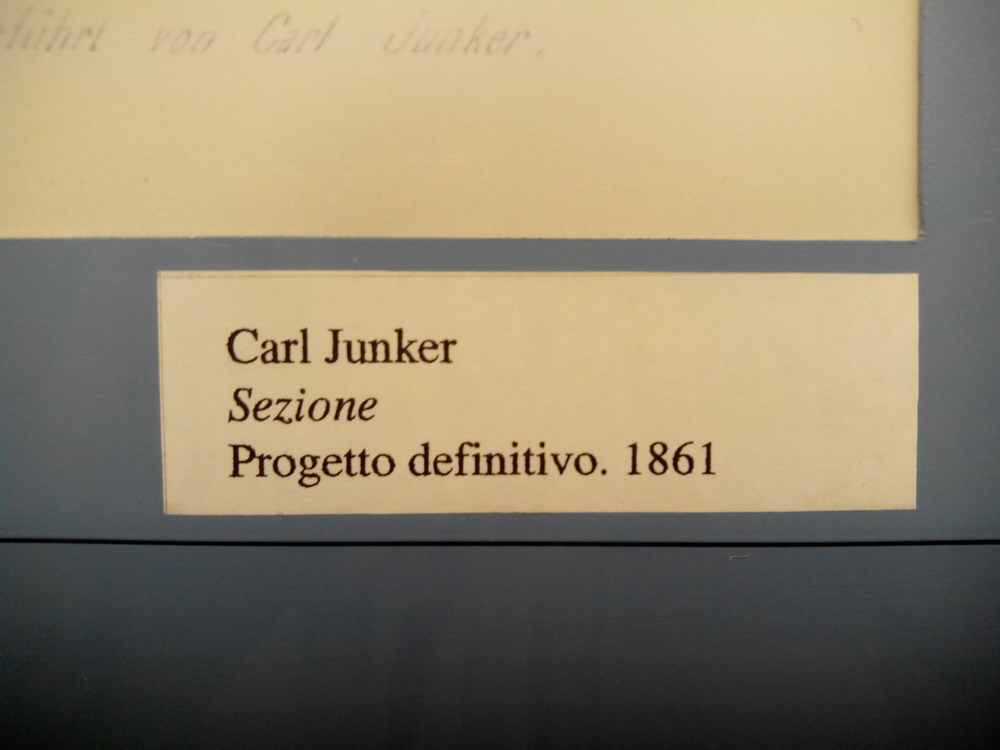 von Carl Junker.
Carl Junker
Sezione
Progetto definitivo. 1861